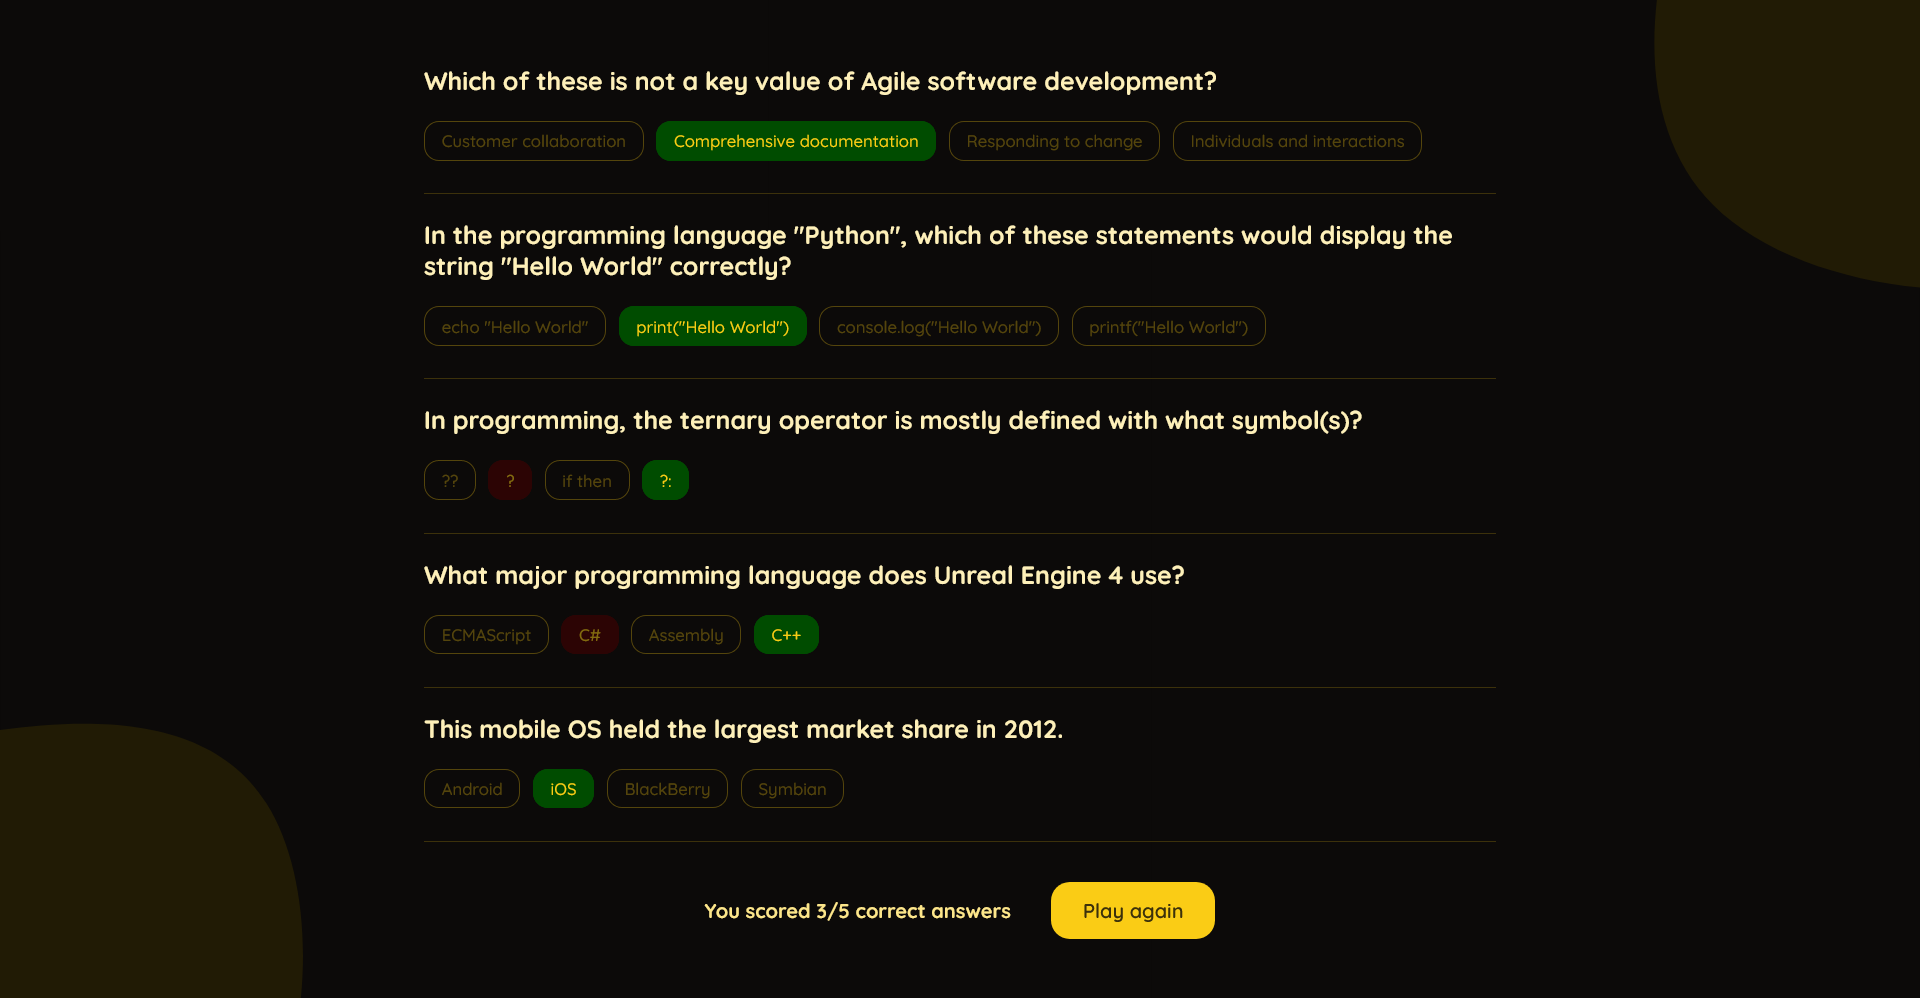 Which of these is not a key value of Agile software development?
Customer collaboration Comprehensive documentation Responding to change Individuals and interactions
In the programming language "Python", which of these statements would display the
string "Hello World" correctly?
echo "Hello World" print("Hello World") console.log("Hello World") printf("Hello World")
In programming, the ternary operator is mostly defined with what symbol(s)?
?? ? if then ?:
What major programming language does Unreal Engine 4 use?
ECMAScript C# Assembly C++
This mobile OS held the largest market share in 2012.
Android iOS BlackBerry Symbian
You scored 3/5 correct answers Play again